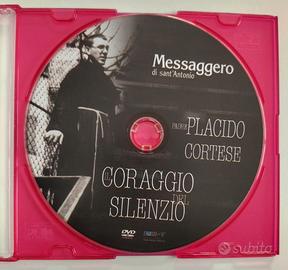 Messaggero
di sant'Antonio
PADRE PLACIDO
CORTESE
IL CORAGGIO
DEL
SILENZIO
DVD
subito